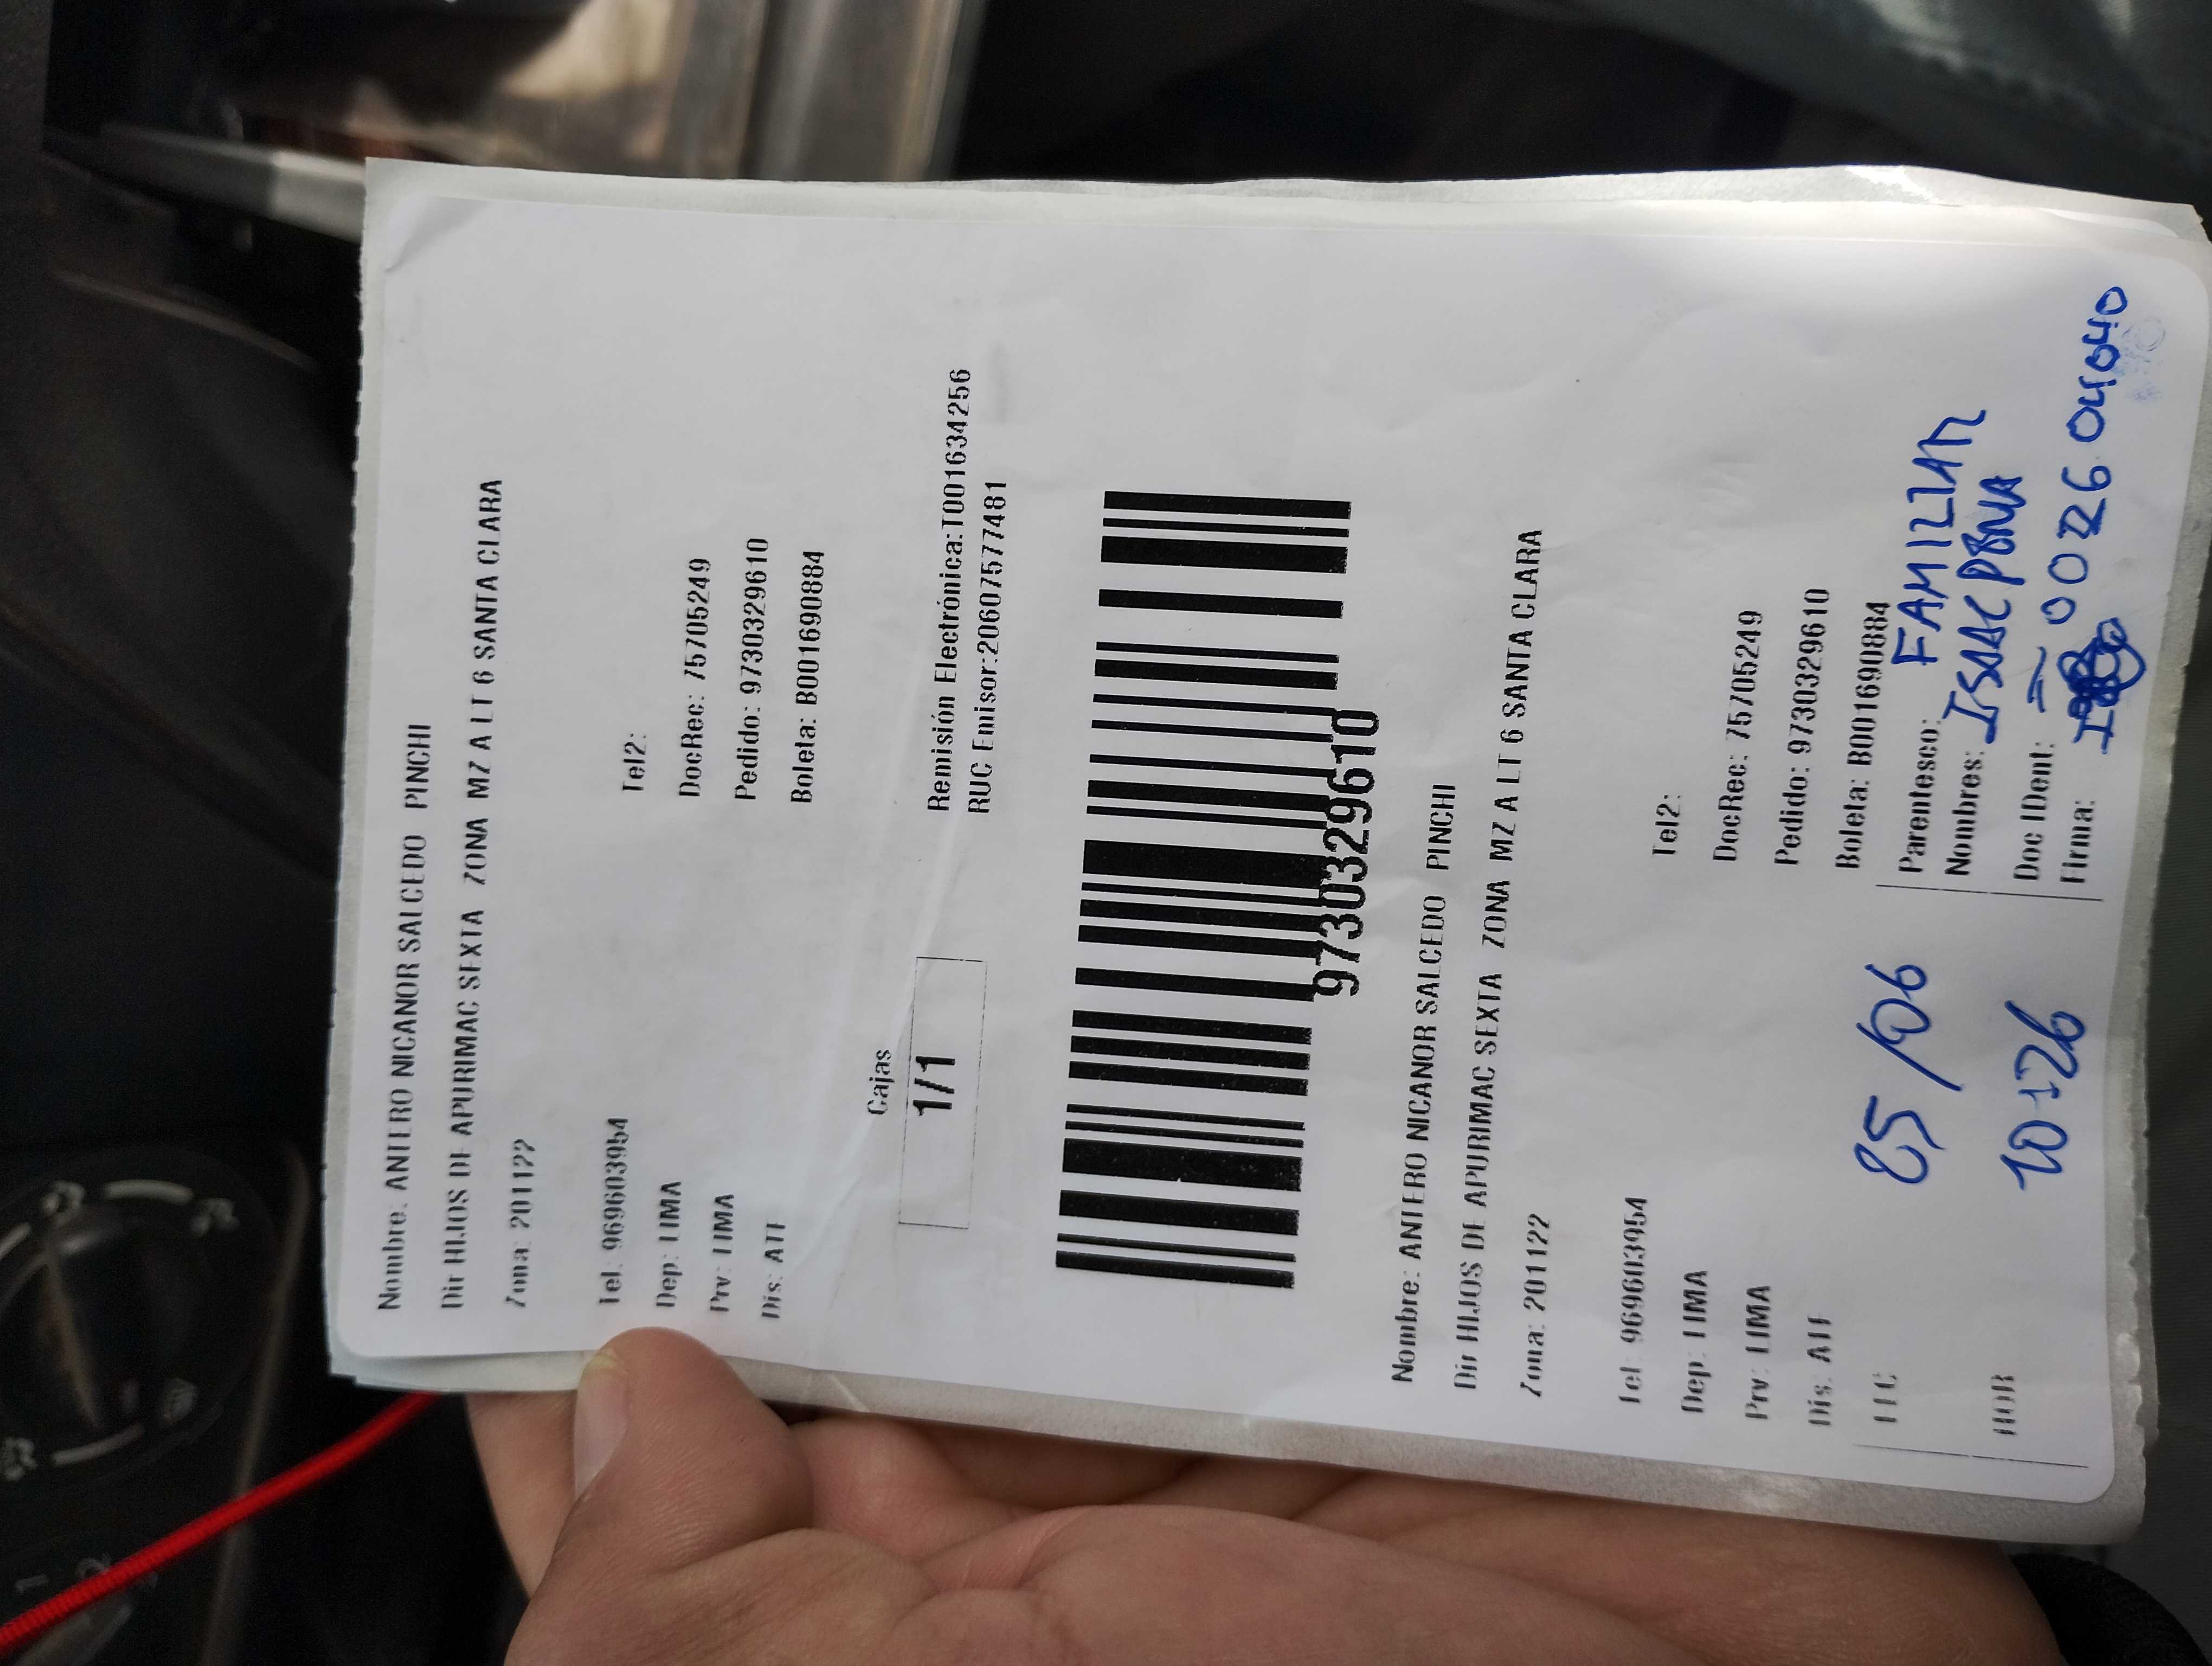 Nombre: ANTERO NICANOR SALCEDO PINCHI
Dir HIJOS DE APURIMAC SEXTA ZONA MZ A LT 6 SANTA CLARA
Zona: 201122
Tel: 969603954 Tel2:
Dep: LIMA DocRec: 75705249
Prv: LIMA Pedido: 9730329610
Dis: ATE Boleta: B001690884
Cajas
1/1
Remisión Electrónica:T001634256
RUC Emisor:20607577481
9730329610
Nombre: ANTERO NICANOR SALCEDO PINCHI
Dir HIJOS DE APURIMAC SEXTA ZONA MZ A LT 6 SANTA CLARA
Zona: 201122
Tel: 969603954 Tel2:
Dep: LIMA DocRec: 75705249
Prv: LIMA Pedido: 9730329610
Dis: ATE Boleta: B001690884
FEC 25/06 Parentesco: FAMILIAR
Nombres: ISAAC PENA
HOR 10:26 Doc IDent:
Firma: